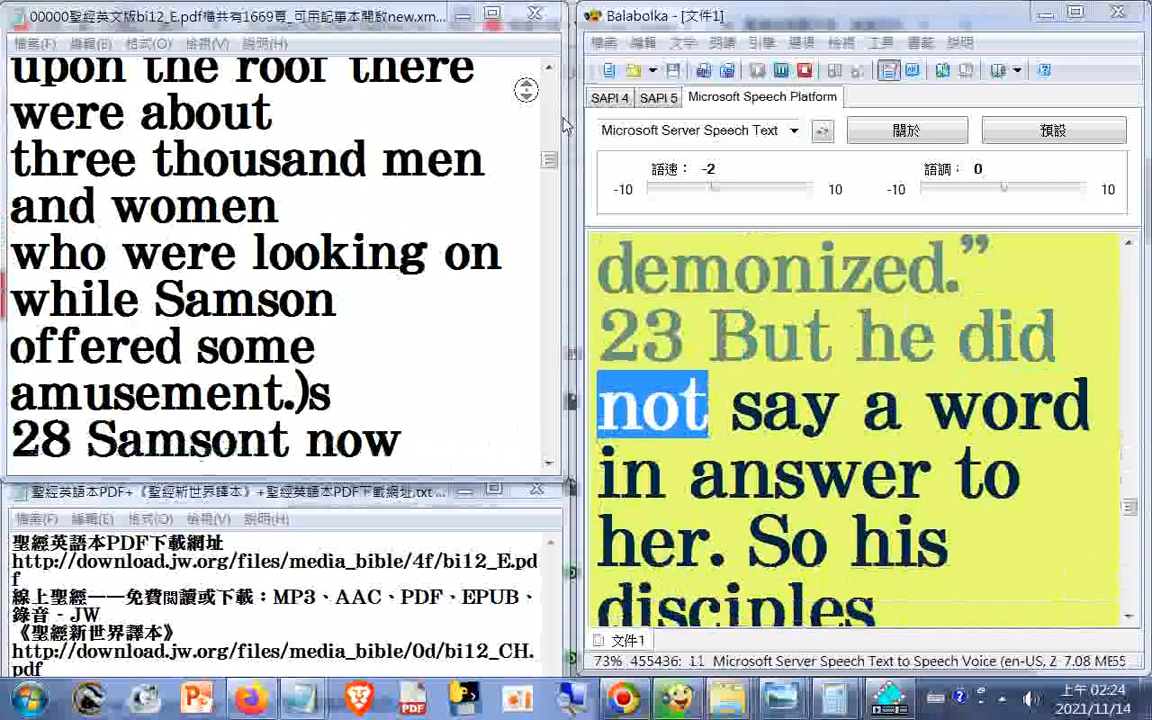 00000聖經英文版bi12_E.pdf檔共有1669頁_可用記事本開啟new.xm...
檔案(F) 編輯(E) 格式(O) 檢視(V) 說明(H)
upon the roof there
were about
three thousand men
and women
who were looking on
while Samson
offered some
amusement.)s
28 Samsont now
聖經英語本PDF+《聖經新世界譯本》+聖經英語本PDF下載網址.txt ...
檔案(F) 編輯(E) 格式(O) 檢視(V) 說明(H)
聖經英語本PDF下載網址
http://download.jw.org/files/media_bible/4f/bi12_E.pd
f
線上聖經——免費閱讀或下載：MP3、AAC、PDF、EPUB、
錄音 - JW
《聖經新世界譯本》
http://download.jw.org/files/media_bible/0d/bi12_CH.
pdf
Balabolka - [文件1]
檔案 編輯 文字 朗讀 引擎 選項 檢視 工具 書籤 說明
SAPI 4 SAPI 5 Microsoft Speech Platform
Microsoft Server Speech Text 關於 預設
語速： -2 語調： 0
-10 10 -10 10
demonized.”
23 But he did
not say a word
in answer to
her. So his
disciples
文件1
73% 455436: 11 Microsoft Server Speech Text to Speech Voice (en-US, Z 7.08 ME55
上午 02:24
2021/11/14